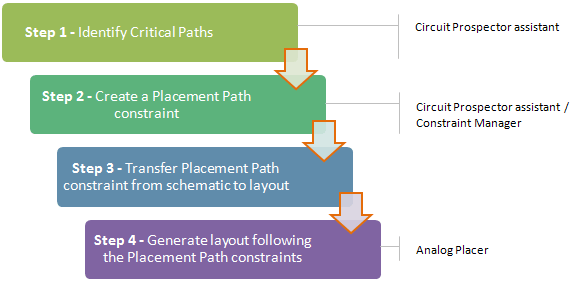 Step 1 - Identify Critical Paths
Circuit Prospector assistant
Step 2 - Create a Placement Path
constraint
Circuit Prospector assistant /
Constraint Manager
Step 3 - Transfer Placement Path
constraint from schematic to layout
Step 4 - Generate layout following
the Placement Path constraints
Analog Placer